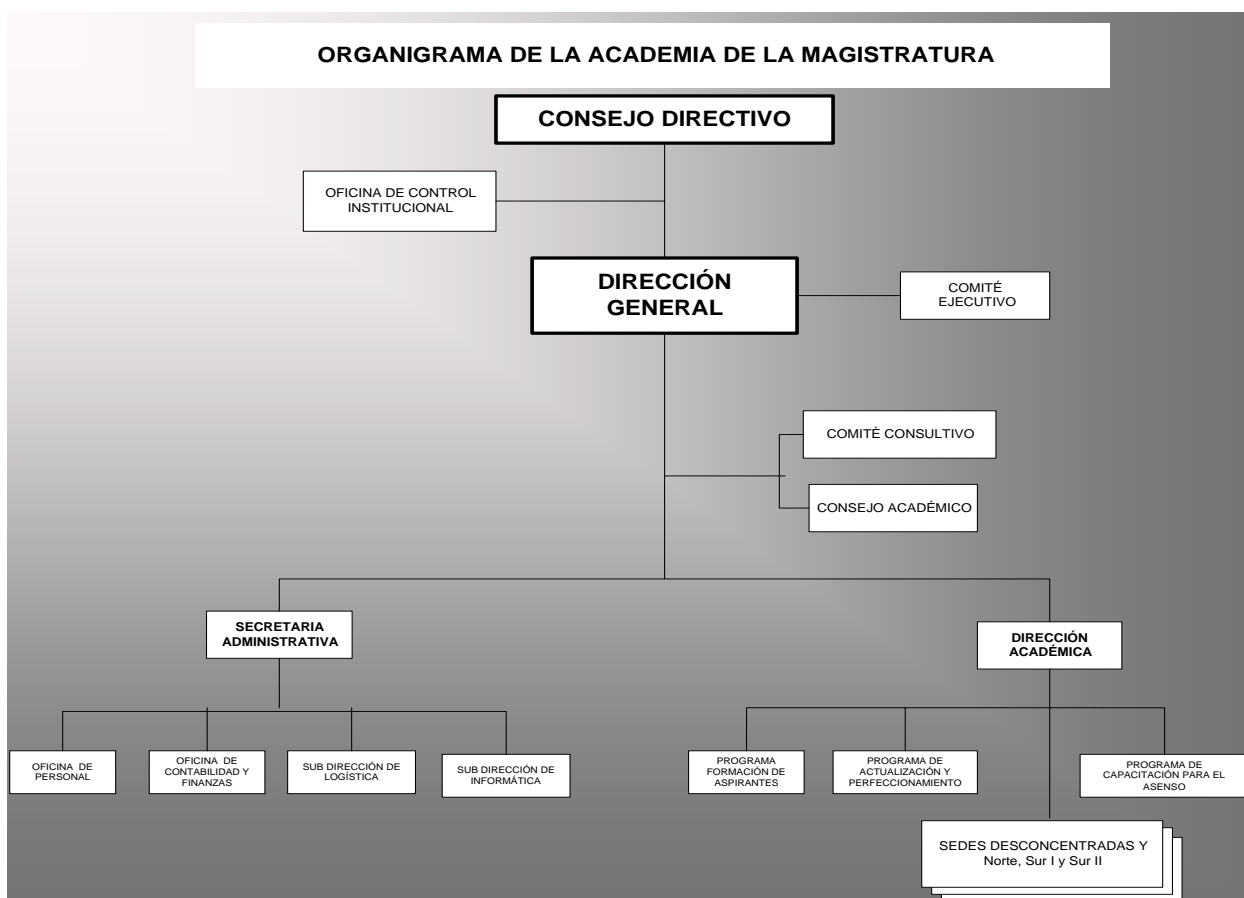 ORGANIGRAMA DE LA ACADEMIA DE LA MAGISTRATURA
CONSEJO DIRECTIVO
OFICINA DE CONTROL
INSTITUCIONAL
DIRECCIÓN
GENERAL
COMITÉ
EJECUTIVO
COMITÈ CONSULTIVO
CONSEJO ACADÉMICO
SECRETARIA
ADMINISTRATIVA
DIRECCIÓN
ACADÉMICA
OFICINA DE
PERSONAL
OFICINA DE
CONTABILIDAD Y
FINANZAS
SUB DIRECCIÓN DE
LOGÍSTICA
SUB DIRECCIÓN DE
INFORMÁTICA
PROGRAMA
FORMACIÓN DE
ASPIRANTES
PROGRAMA DE
ACTUALIZACIÓN Y
PERFECCIONAMIENTO
PROGRAMA DE
CAPACITACIÓN PARA EL
ASENSO
SEDES DESCONCENTRADAS Y
Norte, Sur I y Sur II